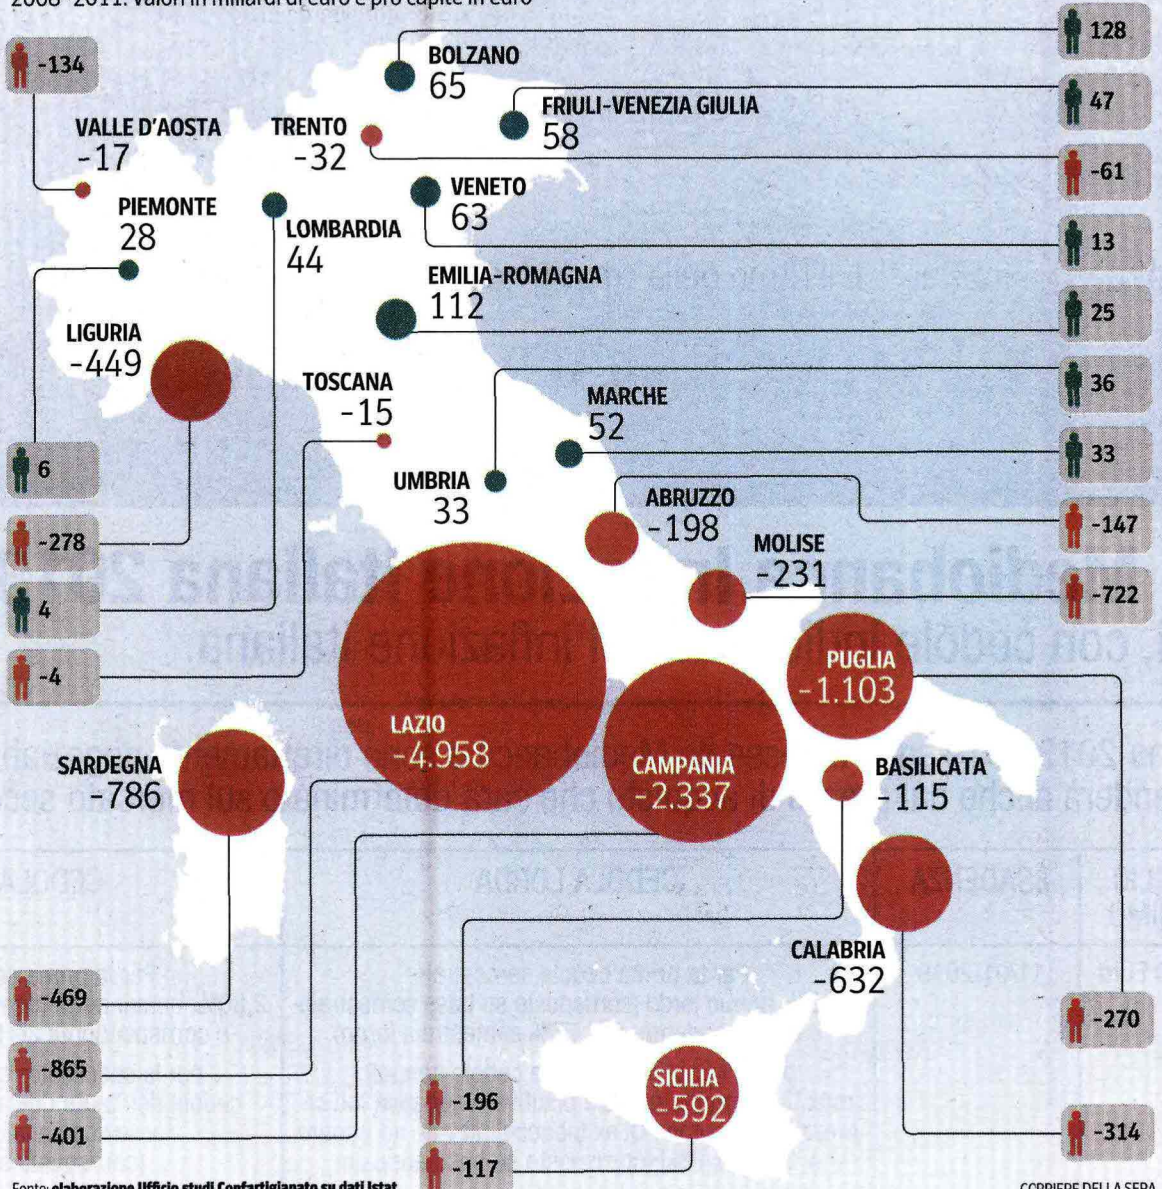 2008-2011. Valori in miliardi di euro e pro capite in euro
-134
BOLZANO
65
128
FRIULI-VENEZIA GIULIA
58
47
VALLE D'AOSTA
-17
TRENTO
-32
-61
PIEMONTE
28
LOMBARDIA
44
VENETO
63
13
EMILIA-ROMAGNA
112
25
LIGURIA
-449
TOSCANA
-15
MARCHE
52
36
33
6
UMBRIA
33
ABRUZZO
-198
-147
-278
MOLISE
-231
-722
4
-4
PUGLIA
-1.103
LAZIO
-4.958
CAMPANIA
-2.337
SARDEGNA
-786
BASILICATA
-115
CALABRIA
-632
-469
-270
-865
-196
SICILIA
-592
-401
-314
-117
Fonte: elaborazione Ufficio studi Confartigianato su dati Istat
CORRIERE DELLA SERA